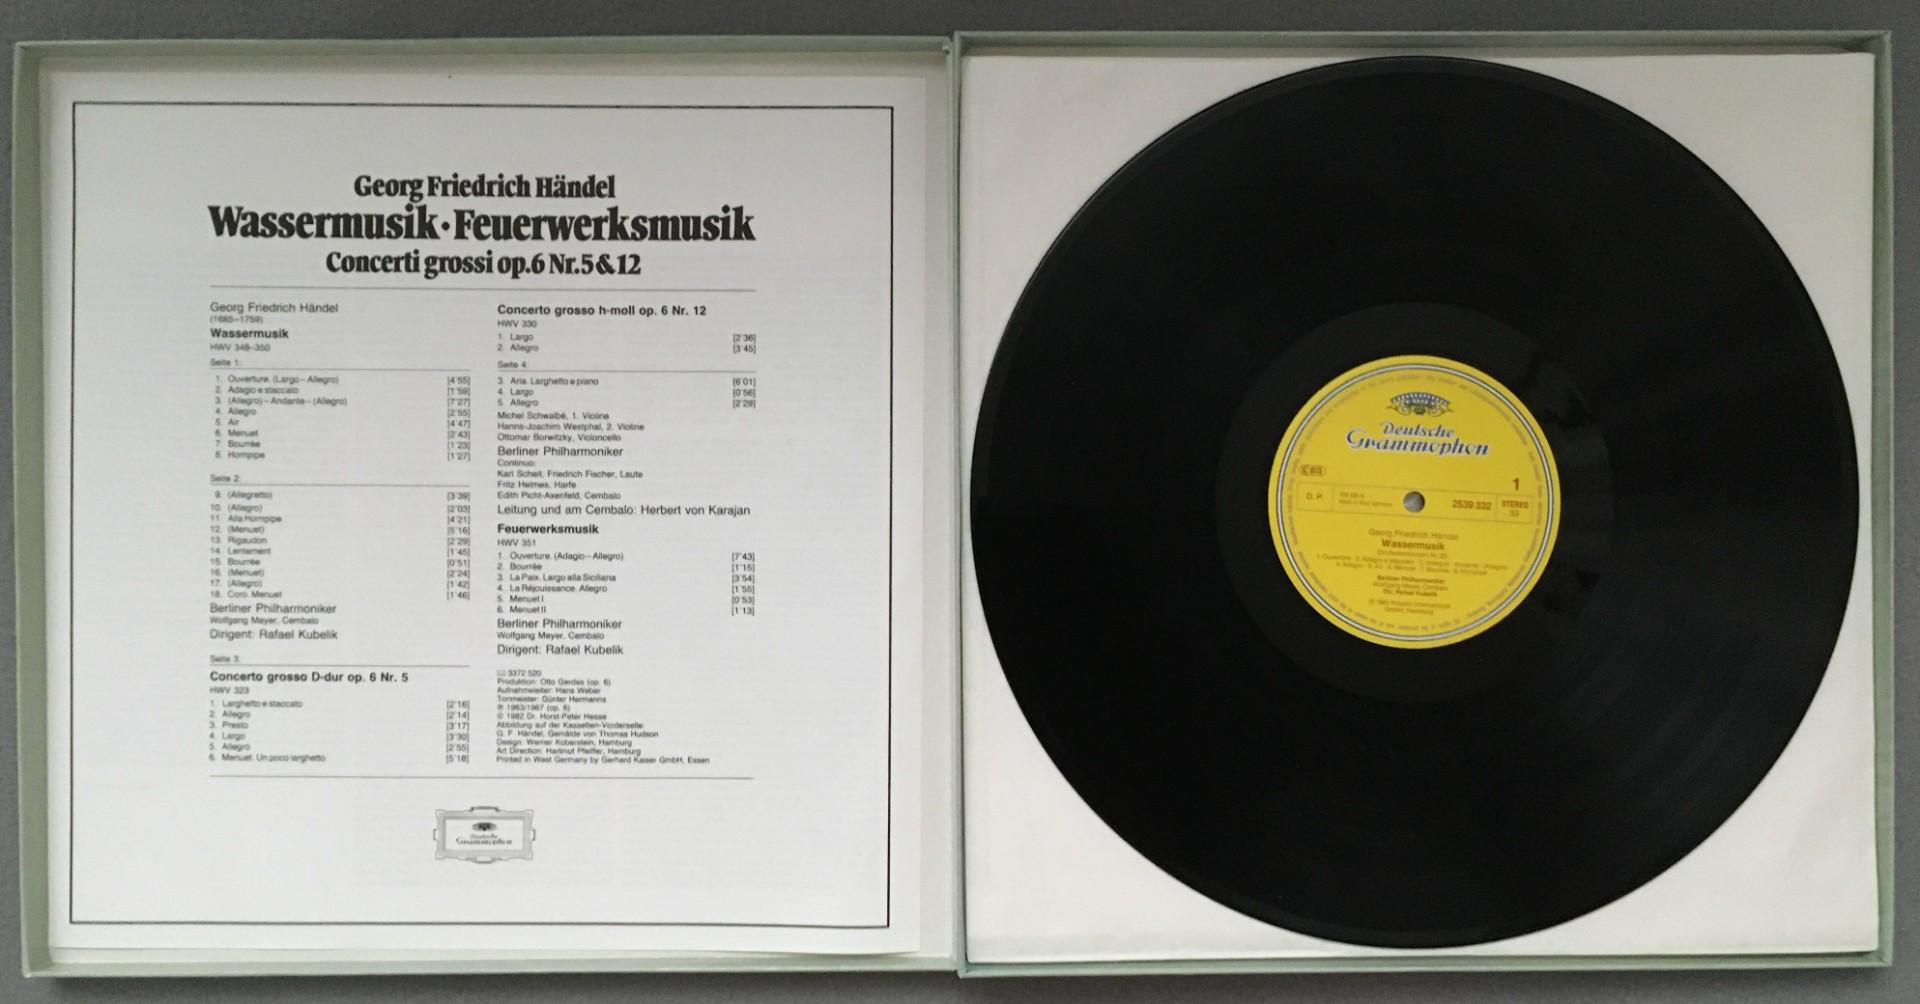 Georg Friedrich Händel
Wassermusik · Feuerwerksmusik
Concerti grossi op.6 Nr.5&12
Georg Friedrich Händel
(1685–1759)
Wassermusik
HWV 348–350
Seite 1:
1. Ouverture. (Largo – Allegro) [4'55]
2. Adagio e staccato [1'59]
3. (Allegro) – Andante – (Allegro) [7'27]
4. Allegro [2'55]
5. Air [4'47]
6. Menuet [2'43]
7. Bourrée [1'23]
8. Hornpipe [1'27]
Seite 2:
9. (Allegretto) [3'39]
10. (Allegro) [2'03]
11. Alla Hornpipe [4'21]
12. (Menuet) [5'16]
13. Rigaudon [2'29]
14. Lentement [1'45]
15. Bourrée [0'51]
16. (Menuet) [2'24]
17. (Allegro) [1'42]
18. Coro. Menuet [1'46]
Berliner Philharmoniker
Wolfgang Meyer, Cembalo
Dirigent: Rafael Kubelik
Seite 3:
Concerto grosso D-dur op. 6 Nr. 5
HWV 323
1. Larghetto e staccato [2'16]
2. Allegro [2'14]
3. Presto [3'17]
4. Largo [3'30]
5. Allegro [2'55]
6. Menuet. Un poco larghetto [5'18]
Concerto grosso h-moll op. 6 Nr. 12
HWV 330
1. Largo [2'36]
2. Allegro [3'45]
Seite 4:
3. Aria. Larghetto e piano [6'01]
4. Largo [0'56]
5. Allegro [2'29]
Michel Schwalbé, 1. Violine
Hanns-Joachim Westphal, 2. Violine
Ottomar Borwitzky, Violoncello
Berliner Philharmoniker
Continuo:
Karl Scheit, Friedrich Fischer, Laute
Fritz Helmes, Harfe
Edith Picht-Axenfeld, Cembalo
Leitung und am Cembalo: Herbert von Karajan
Feuerwerksmusik
HWV 351
1. Ouverture. (Adagio – Allegro) [7'43]
2. Bourrée [1'15]
3. La Paix. Largo alla Siciliana [3'54]
4. La Réjouissance. Allegro [1'55]
5. Menuet I [0'53]
6. Menuet II [1'13]
Berliner Philharmoniker
Wolfgang Meyer, Cembalo
Dirigent: Rafael Kubelik
3372 520
Produktion: Otto Gerdes (op. 6)
Aufnahmeleiter: Hans Weber
Tonmeister: Günter Hermanns
℗ 1963/1967 (op. 6)
© 1982 Dr. Horst-Peter Hesse
Abbildung auf der Kassetten-Vorderseite:
G. F. Händel, Gemälde von Thomas Hudson
Design: Werner Koberstein, Hamburg
Art Direction: Hartmut Pfeiffer, Hamburg
Printed in West Germany by Gerhard Kaiser GmbH, Essen
Deutsche
Grammophon
Deutsche
Grammophon
1
O. P.
Made in West Germany
2539 332
STEREO
33
Georg Friedrich Händel
Wassermusik
Berliner Philharmoniker
Wolfgang Meyer, Cembalo
Dir.: Rafael Kubelik
℗ 1963 Polydor International
GmbH, Hamburg